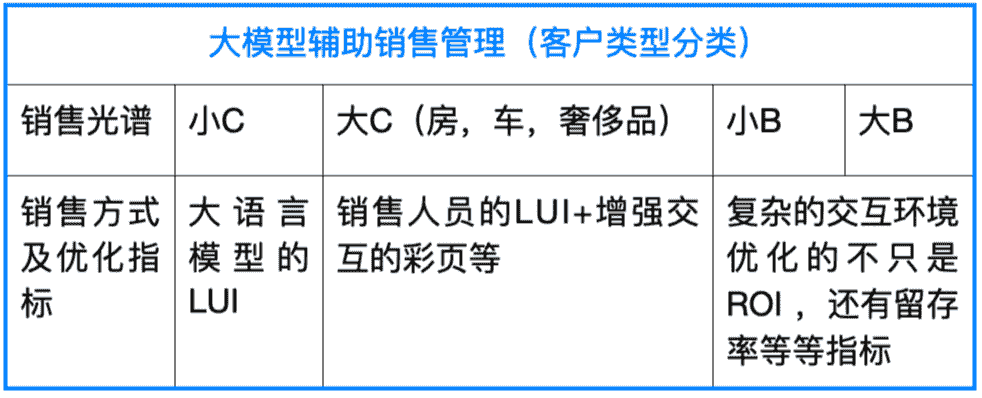 大模型辅助销售管理（客户类型分类）
销售光谱
小C
大C（房，车，奢侈品）
小B
大B
销售方式
及优化指
标
大语言
模型的
LUI
销售人员的LUI+增强交
互的彩页等
复杂的交互环境
优化的不只是
ROI，还有留存
率等等指标